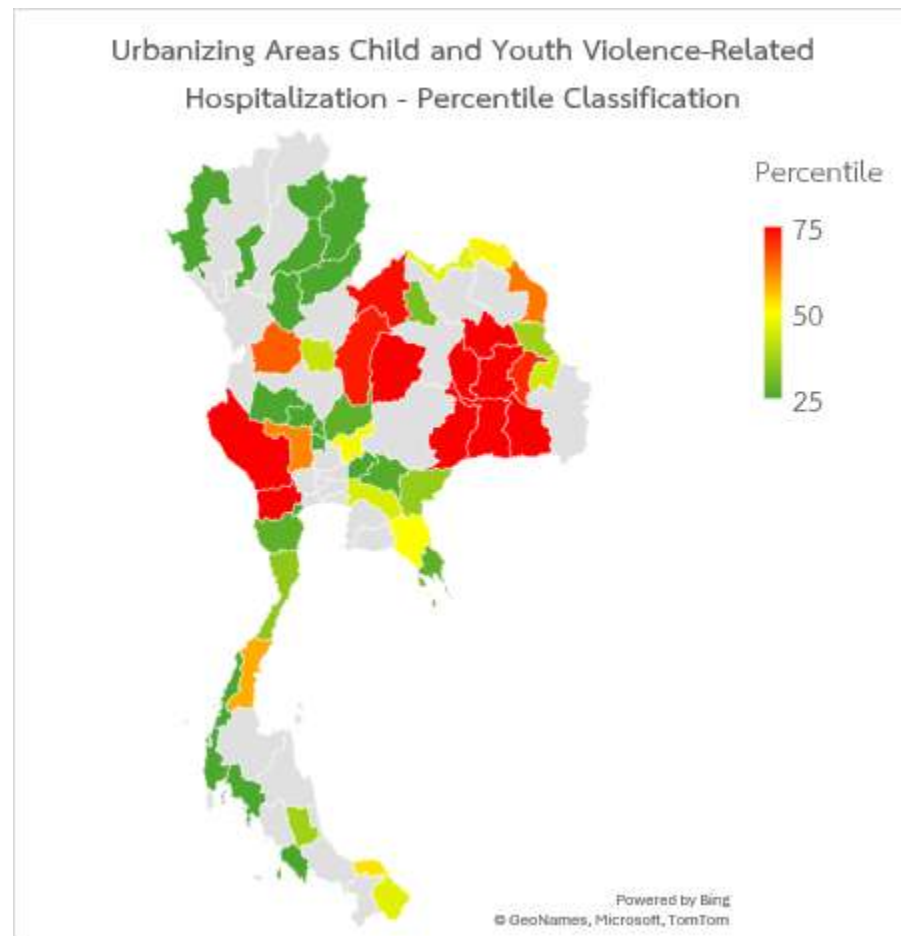 Urbanizing Areas Child and Youth Violence-Related
Hospitalization - Percentile Classification
Percentile
75
50
25
Powered by Bing
© GeoNames, Microsoft, TomTom